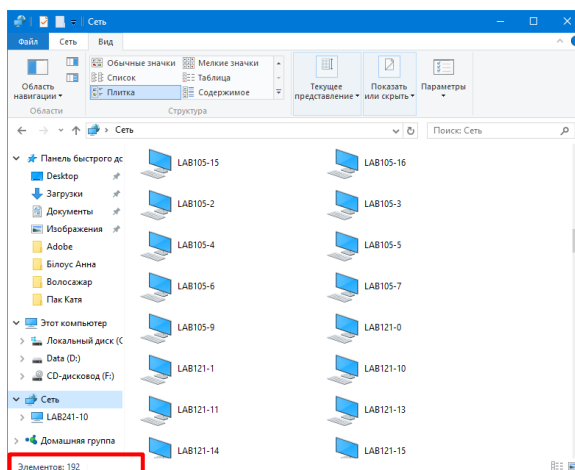 Сеть
Файл Сеть Вид
Область навигации
Обычные значки
Мелкие значки
Список
Таблица
Плитка
Содержимое
Текущее представление
Показать или скрыть
Параметры
Области
Структура
Сеть
Поиск: Сеть
Панель быстрого дс
Desktop
Загрузки
Документы
Изображения
Adobe
Білоус Анна
Волосажар
Пак Катя
Этот компьютер
Локальный диск (С
Data (D:)
CD-дисковод (F:)
Сеть
LAB241-10
Домашняя группа
LAB105-15
LAB105-16
LAB105-2
LAB105-3
LAB105-4
LAB105-5
LAB105-6
LAB105-7
LAB105-9
LAB121-0
LAB121-1
LAB121-10
LAB121-11
LAB121-13
LAB121-14
LAB121-15
Элементов: 192